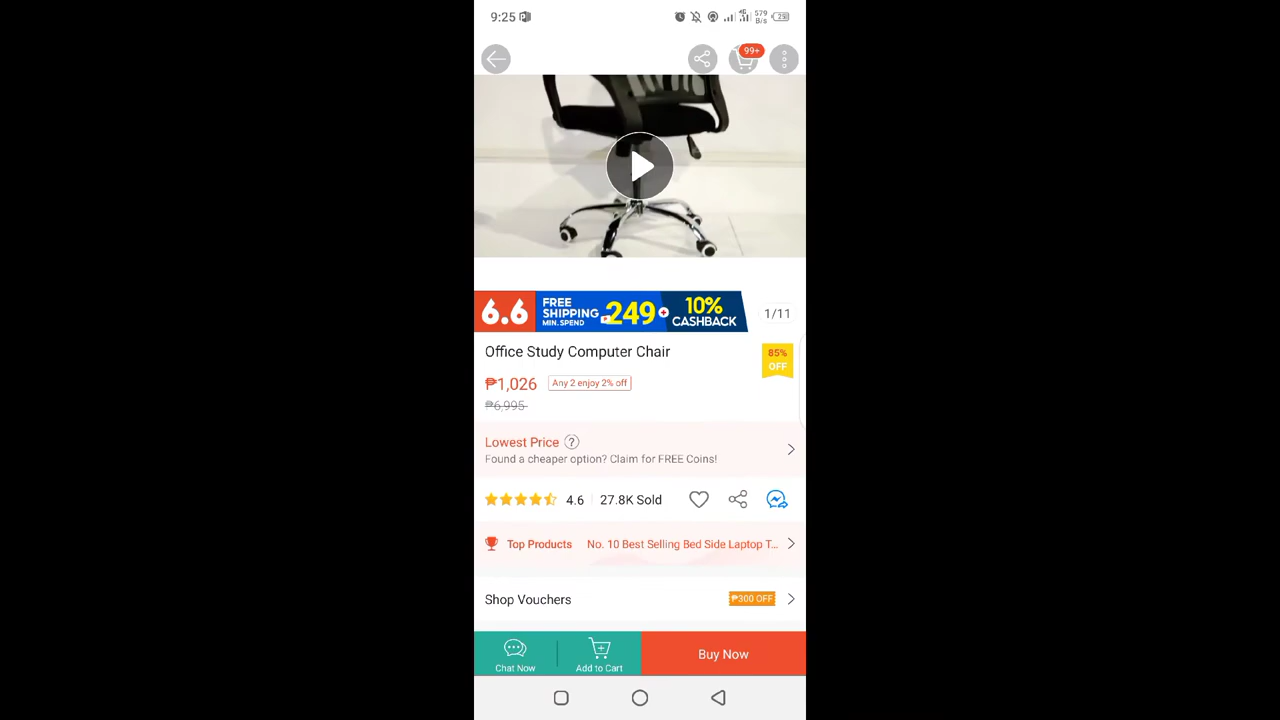 9:25
4G
579
B/s
25
99+
6.6
FREE
SHIPPING
MIN. SPEND
₱249
10%
CASHBACK
1/11
Office Study Computer Chair
85%
OFF
₱1,026
Any 2 enjoy 2% off
₱6,995
Lowest Price ?
Found a cheaper option? Claim for FREE Coins!
4.6
27.8K Sold
Top Products No. 10 Best Selling Bed Side Laptop T...
Shop Vouchers
₱300 OFF
Chat Now
Add to Cart
Buy Now